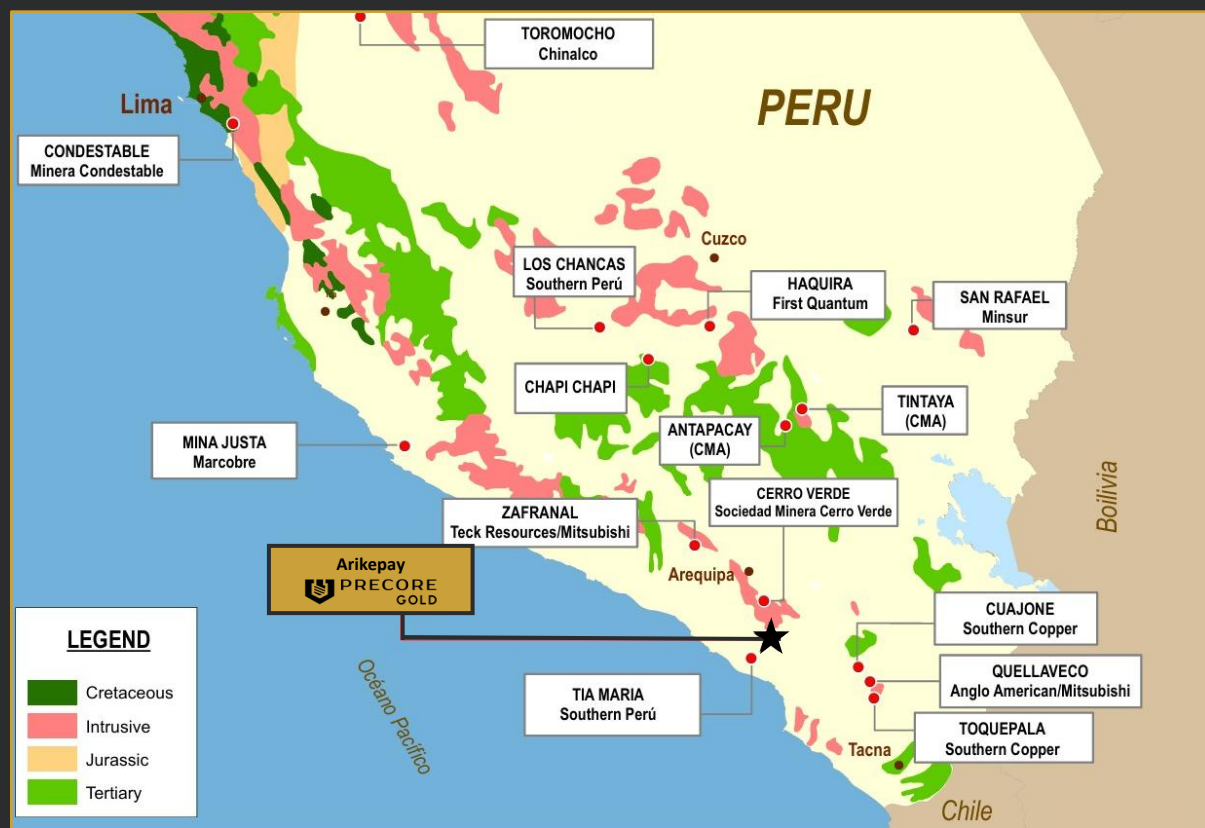 TOROMOCHO
Chinalco
PERU
Lima
CONDESTABLE
Minera Condestable
Cuzco
LOS CHANCAS
Southern Perú
HAQUIRA
First Quantum
SAN RAFAEL
Minsur
CHAPI CHAPI
TINTAYA
(CMA)
ANTAPACAY
(CMA)
MINA JUSTA
Marcobre
CERRO VERDE
Sociedad Minera Cerro Verde
ZAFRANAL
Teck Resources/Mitsubishi
Boilivia
Arikepay
PRECORE
GOLD
Arequipa
CUAJONE
Southern Copper
LEGEND
Cretaceous
Intrusive
Jurassic
Tertiary
Océano Pacífico
TIA MARIA
Southern Perú
QUELLAVECO
Anglo American/Mitsubishi
TOQUEPALA
Southern Copper
Tacna
Chile